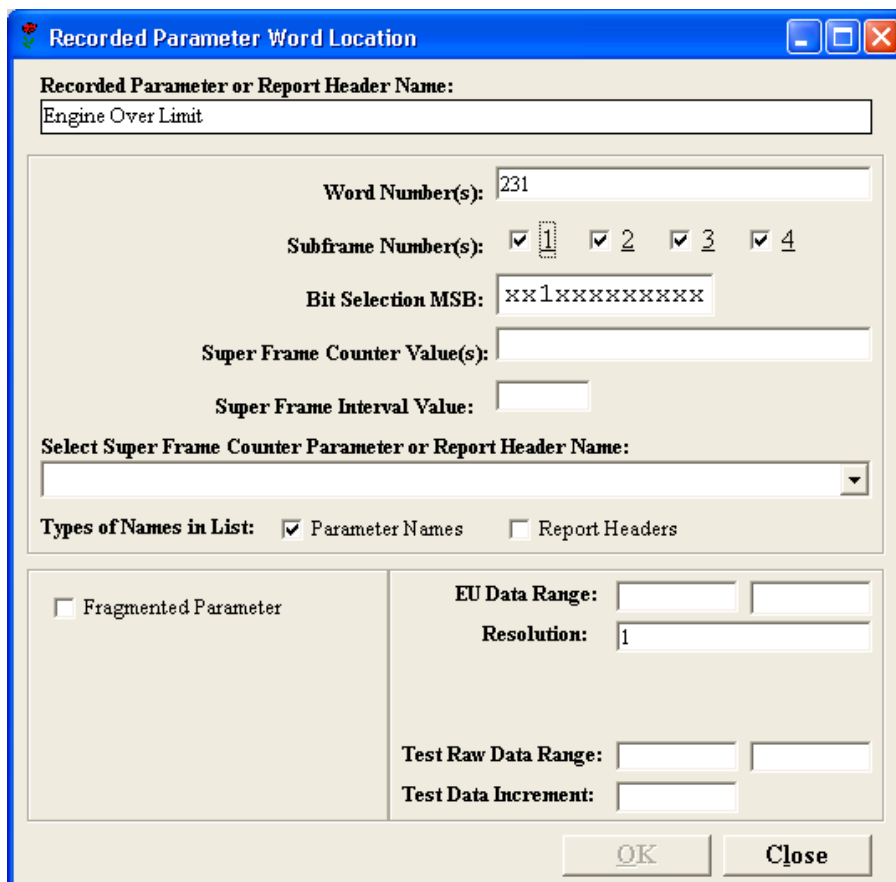 Recorded Parameter Word Location
Recorded Parameter or Report Header Name:
Engine Over Limit
Word Number(s): 231
Subframe Number(s): 1 2 3 4
Bit Selection MSB: xx1xxxxxxxxx
Super Frame Counter Value(s):
Super Frame Interval Value:
Select Super Frame Counter Parameter or Report Header Name:
Types of Names in List: Parameter Names Report Headers
Fragmented Parameter
EU Data Range:
Resolution: 1
Test Raw Data Range:
Test Data Increment:
OK Close